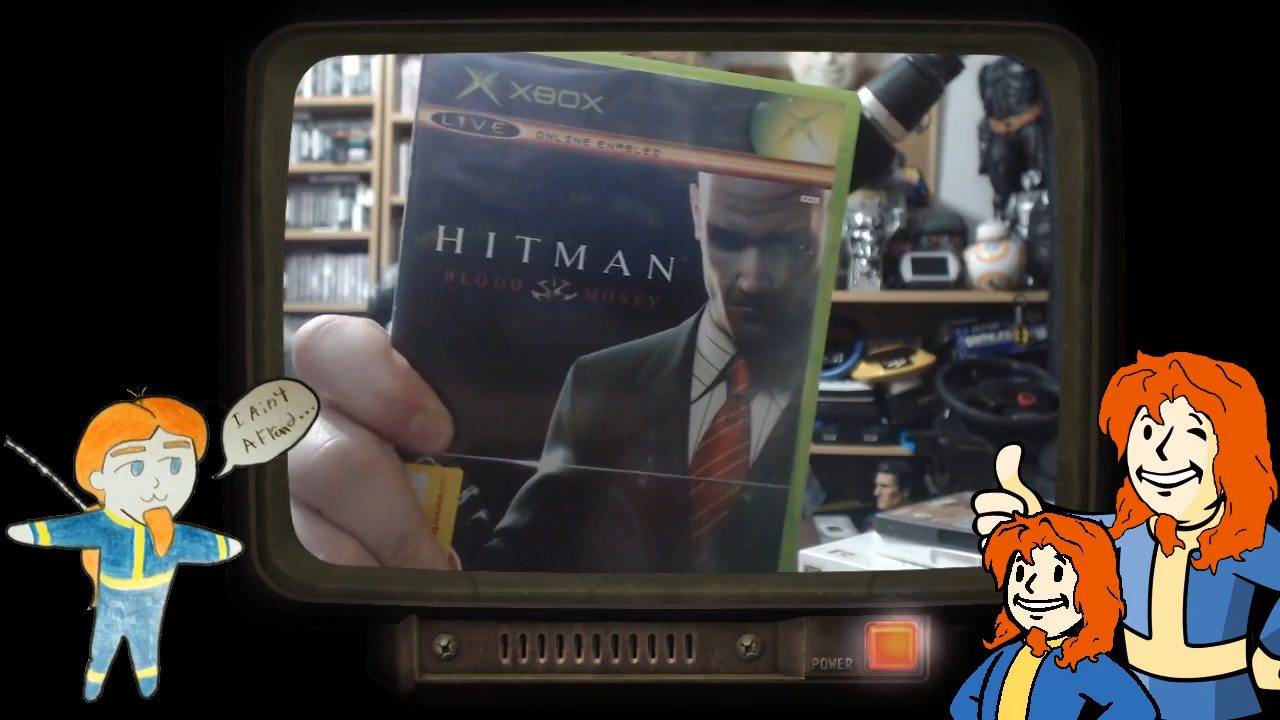 XBOX
LIVE ONLINE ENABLED
HITMAN
BLOOD MONEY
I Ain't
Afraid...
POWER